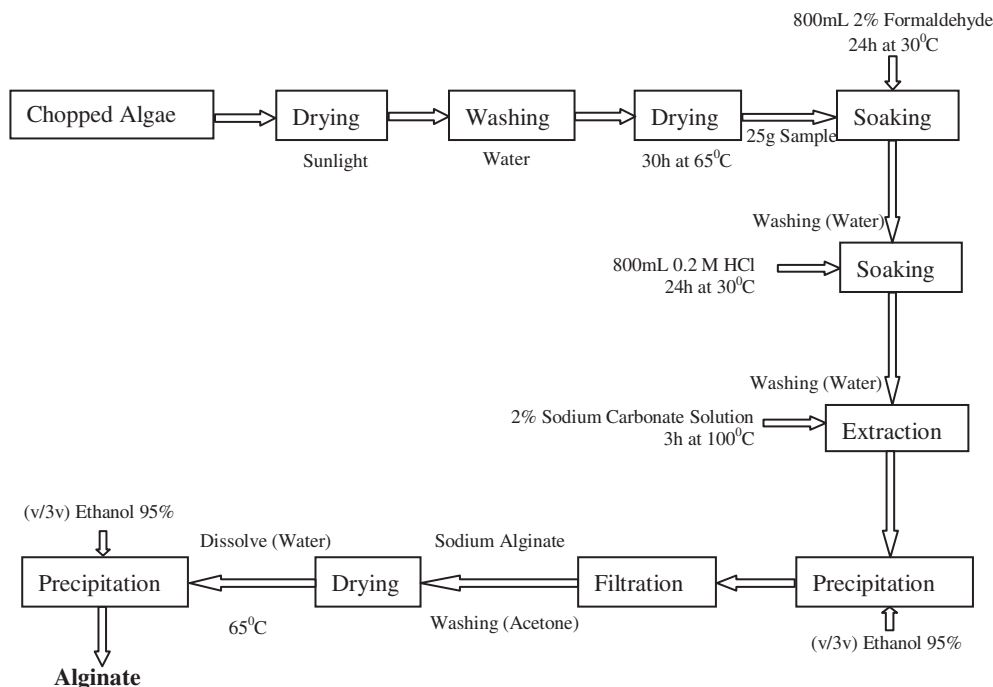 800mL 2% Formaldehyde
24h at 30⁰C
Chopped Algae
Drying
Washing
Drying
Soaking
Sunlight
Water
30h at 65⁰C
25g Sample
Washing (Water)
800mL 0.2 M HCl
24h at 30⁰C
Soaking
Washing (Water)
2% Sodium Carbonate Solution
3h at 100⁰C
Extraction
(v/3v) Ethanol 95%
Dissolve (Water)
Sodium Alginate
Precipitation
Drying
Filtration
Precipitation
65⁰C
Washing (Acetone)
(v/3v) Ethanol 95%
Alginate